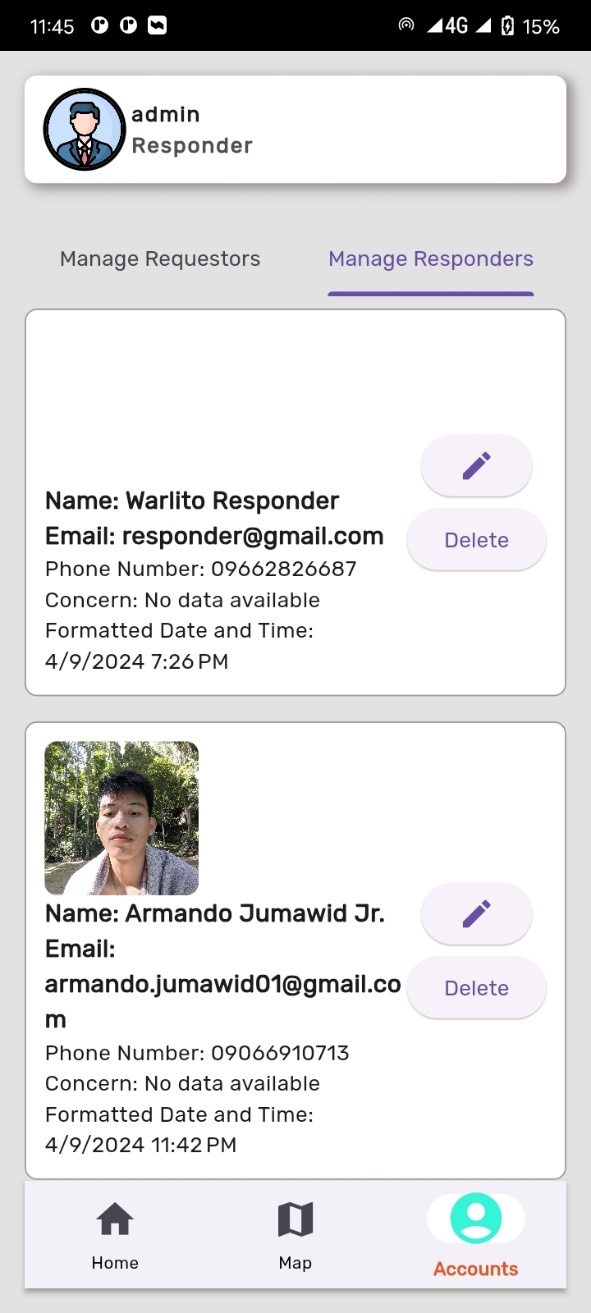 11:45
4G
15%
admin
Responder
Manage Requestors
Manage Responders
Name: Warlito Responder
Email: responder@gmail.com
Delete
Phone Number: 09662826687
Concern: No data available
Formatted Date and Time:
4/9/2024 7:26 PM
Name: Armando Jumawid Jr.
Email:
armando.jumawid01@gmail.co
m
Delete
Phone Number: 09066910713
Concern: No data available
Formatted Date and Time:
4/9/2024 11:42 PM
Home
Map
Accounts